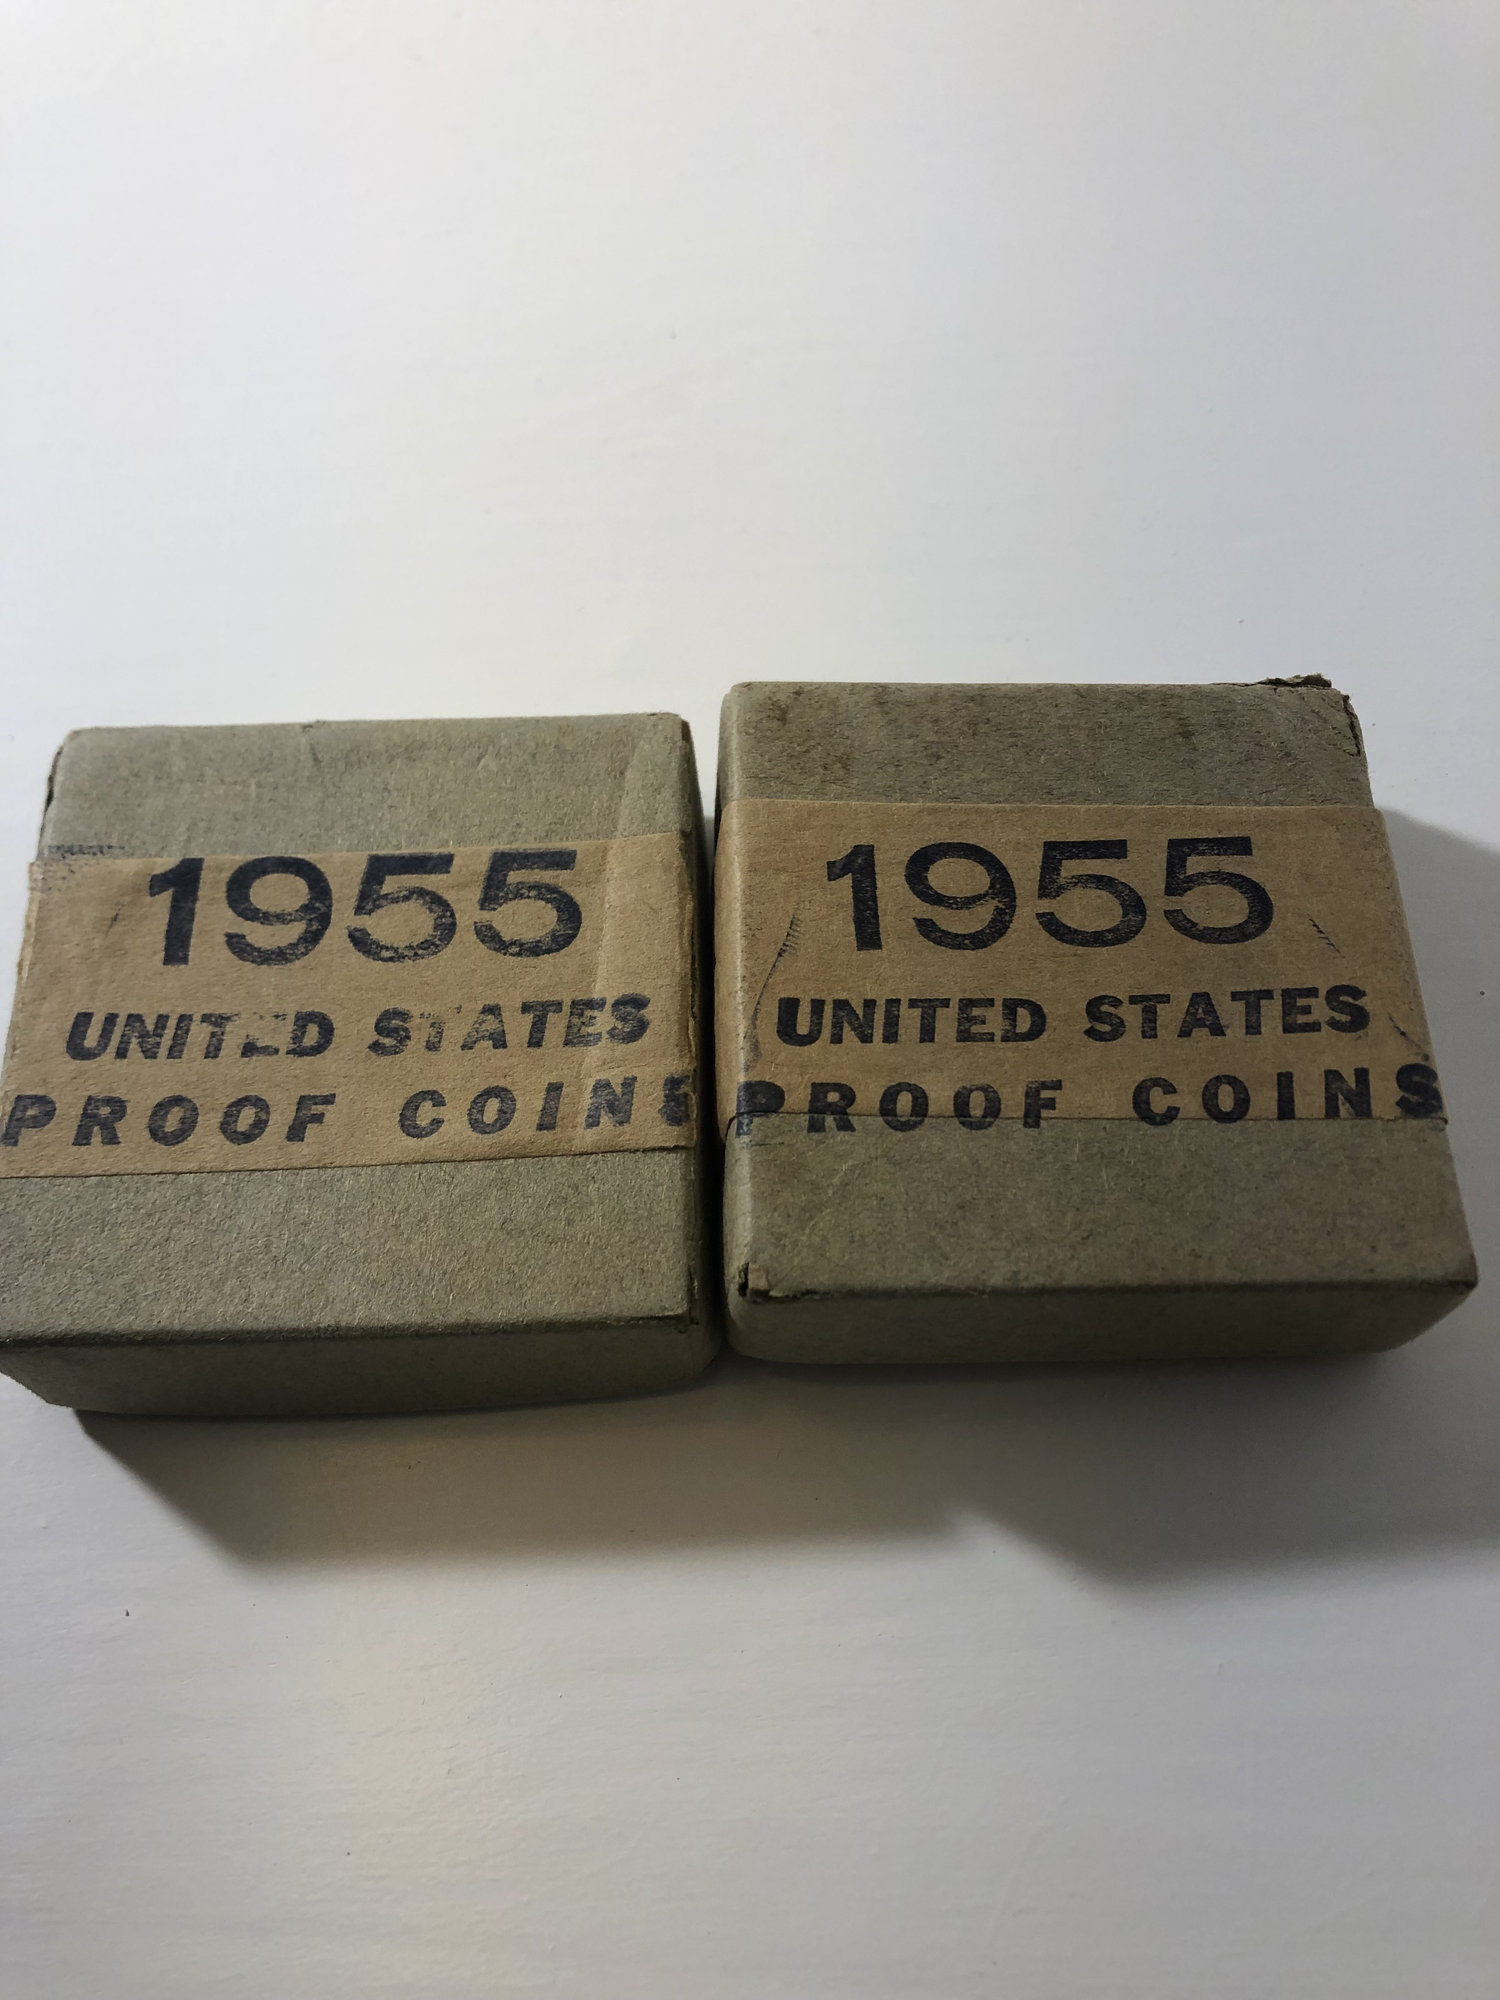 1955
UNITED STATES
PROOF COINS
1955
UNITED STATES
PROOF COINS